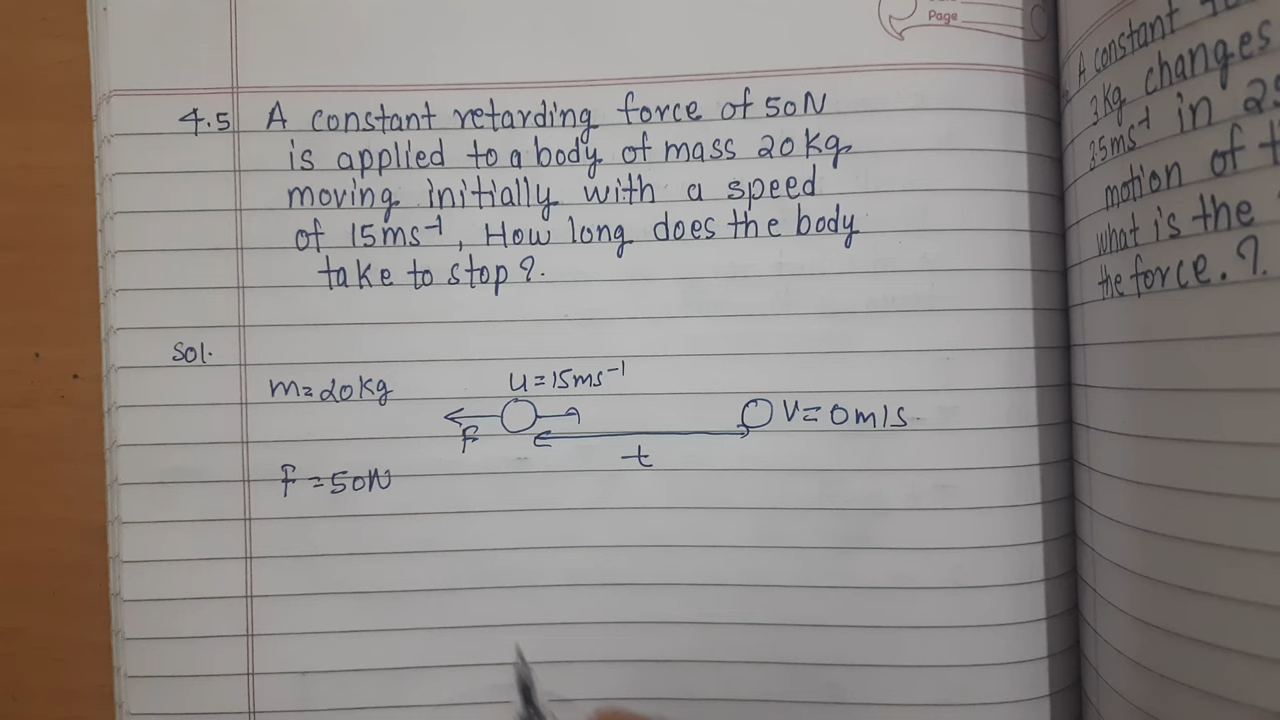 Page
4.5 A constant retarding force of 50N
is applied to a body of mass 20kg
moving initially with a speed
of 15ms⁻¹, How long does the body
take to stop?.
Sol.
m=20kg
u=15ms⁻¹
F
t
v=0m/s
F=50N
A constant
3kg changes
3.5ms⁻¹ in
motion of
what is the
the force.?